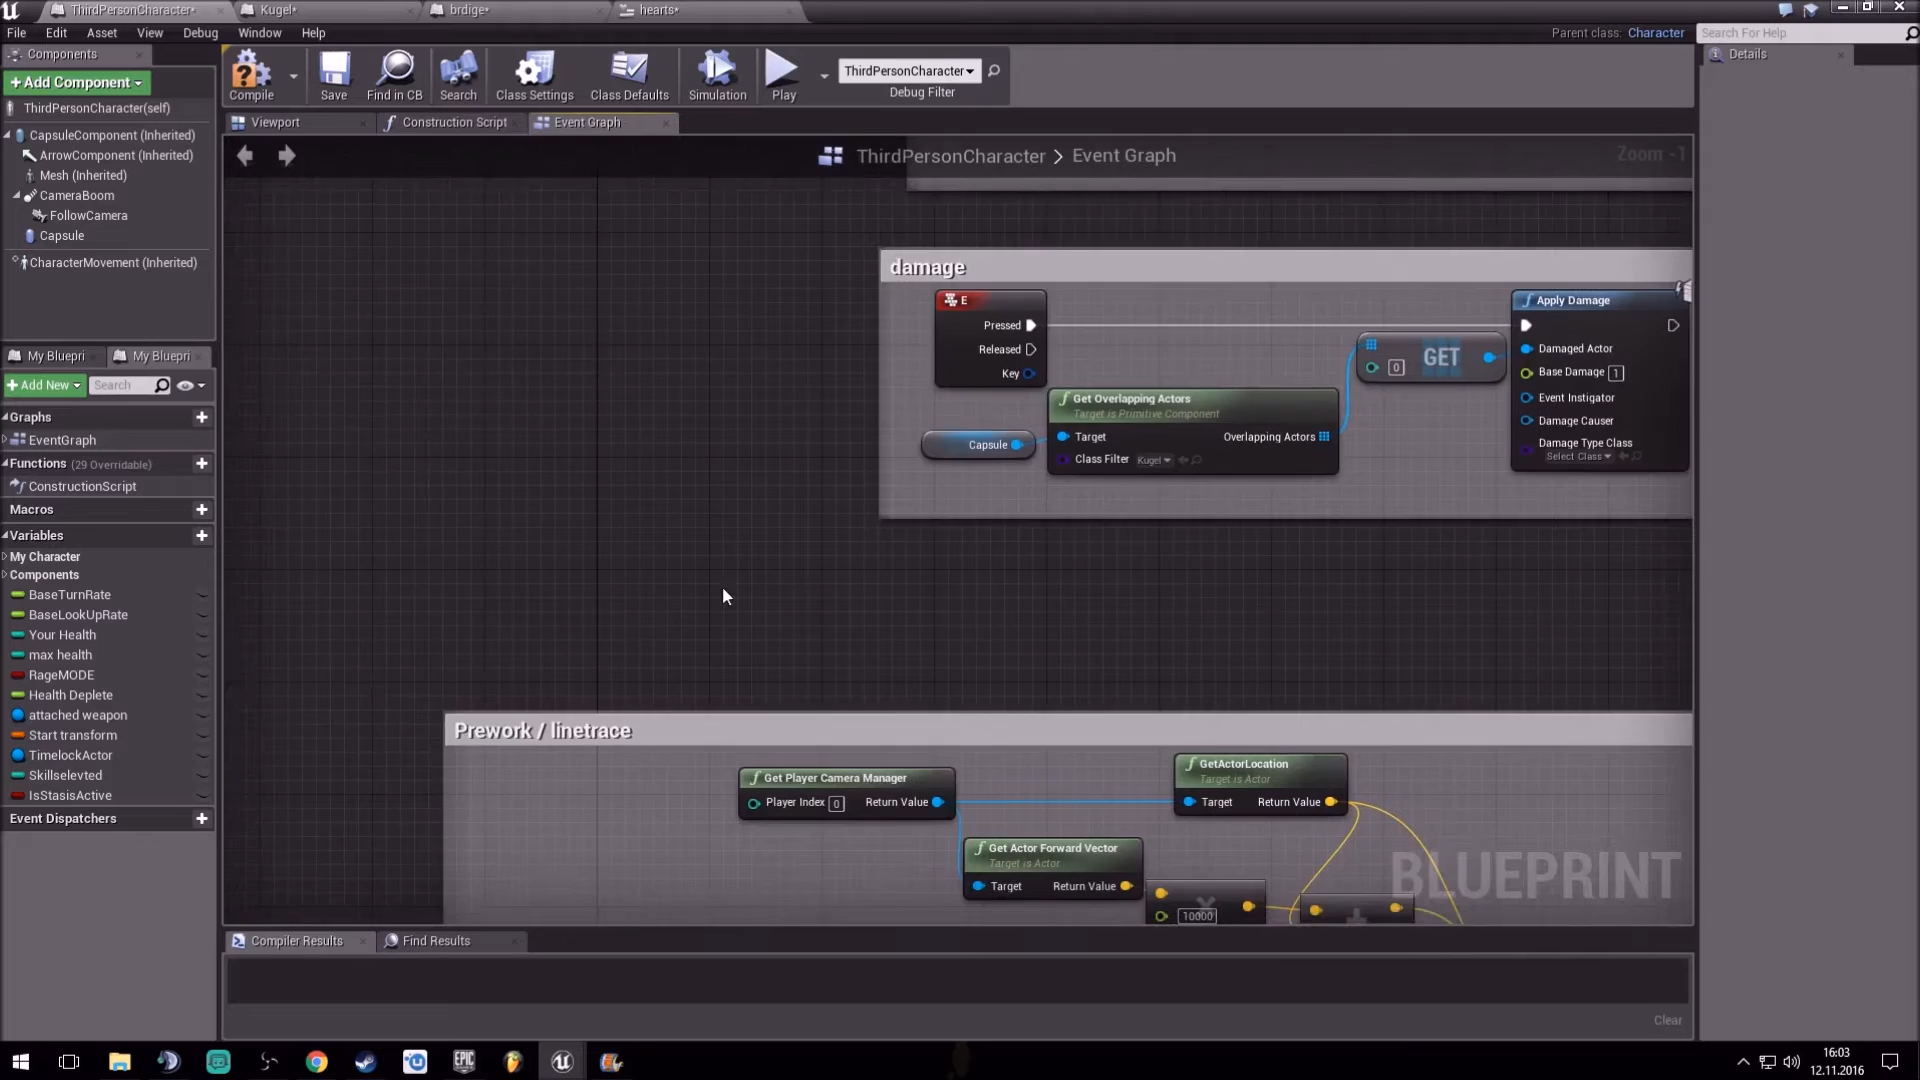 ThirdPersonCharacter*
Kugel*
brdige*
hearts*
File Edit Asset View Debug Window Help
Parent class: Character
Search For Help
Components
Details
+Add Component
Compile
Save
Find in CB
Search
Class Settings
Class Defaults
Simulation
Play
ThirdPersonCharacter
Debug Filter
ThirdPersonCharacter(self)
CapsuleComponent (Inherited)
ArrowComponent (Inherited)
Mesh (Inherited)
CameraBoom
FollowCamera
Capsule
CharacterMovement (Inherited)
Viewport
Construction Script
Event Graph
ThirdPersonCharacter > Event Graph
Zoom -1
damage
E
Pressed
Released
Key
Get Overlapping Actors
Target is Primitive Component
Target
Overlapping Actors
Class Filter
Kugel
Capsule
0
GET
Apply Damage
Damaged Actor
Base Damage 1
Event Instigator
Damage Causer
Damage Type Class
Select Class
My Bluepri
My Bluepri
+Add New
Search
Graphs
EventGraph
Functions (29 Overridable)
ConstructionScript
Macros
Variables
My Character
Components
BaseTurnRate
BaseLookUpRate
Your Health
max health
RageMODE
Health Deplete
attached weapon
Start transform
TimelockActor
Skillselevted
IsStasisActive
Event Dispatchers
Prework / linetrace
Get Player Camera Manager
Player Index 0
Return Value
GetActorLocation
Target is Actor
Target
Return Value
Get Actor Forward Vector
Target is Actor
Target
Return Value
10000
BLUEPRINT
Compiler Results
Find Results
Clear
EPIC
GAMES
16:03
12.11.2016